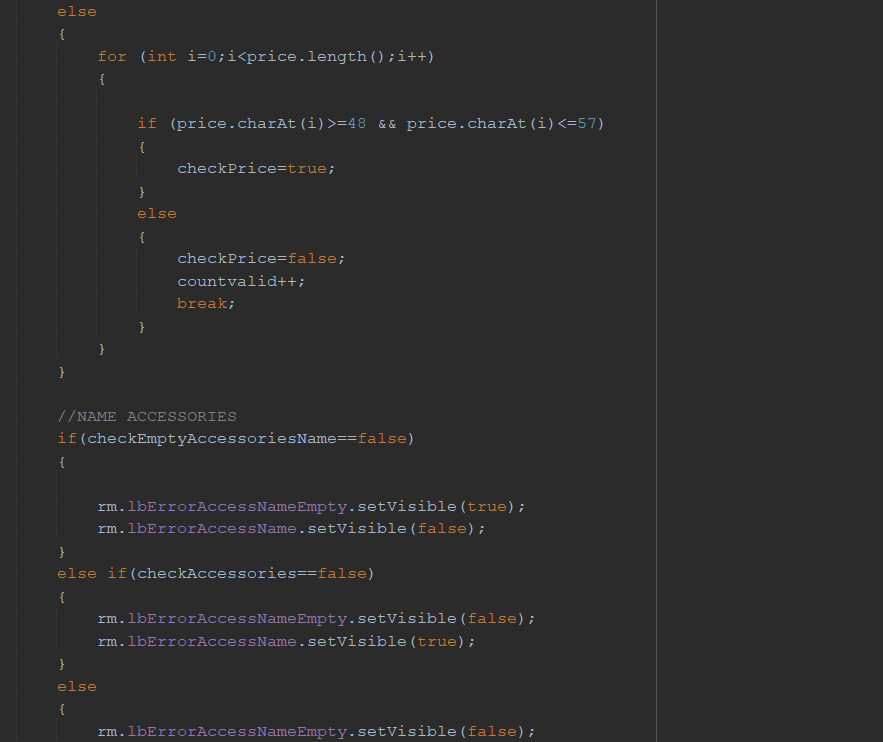 else
{
for (int i=0;i<price.length();i++)
{
if (price.charAt(i)>=48 && price.charAt(i)<=57)
{
checkPrice=true;
}
else
{
checkPrice=false;
countvalid++;
break;
}
}
}
//NAME ACCESSORIES
if(checkEmptyAccessoriesName==false)
{
rm.lbErrorAccessNameEmpty.setVisible(true);
rm.lbErrorAccessName.setVisible(false);
}
else if(checkAccessories==false)
{
rm.lbErrorAccessNameEmpty.setVisible(false);
rm.lbErrorAccessName.setVisible(true);
}
else
{
rm.lbErrorAccessNameEmpty.setVisible(false);